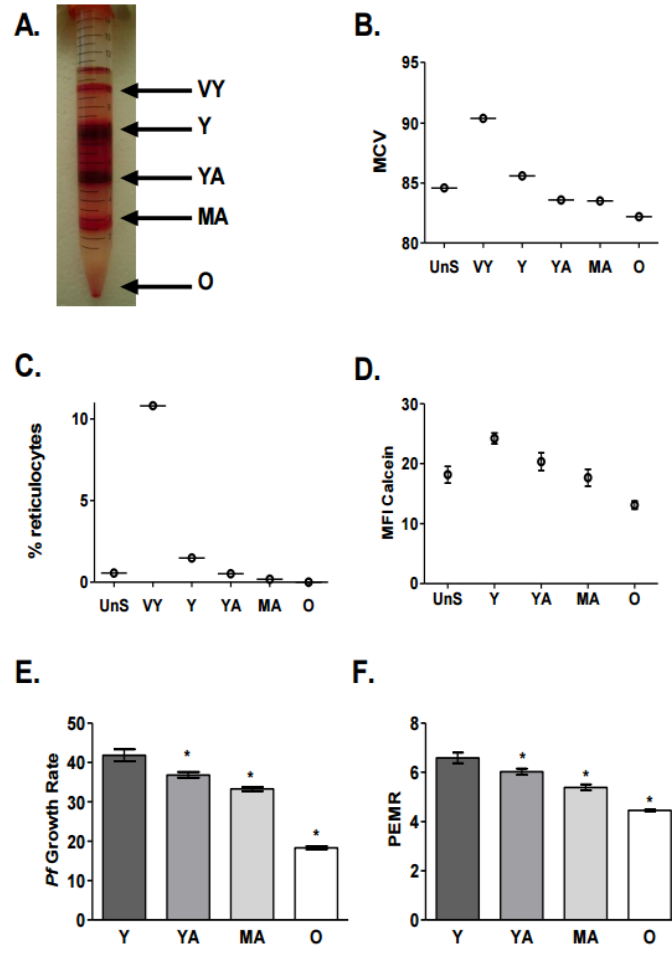 A.
VY
Y
YA
MA
O
B.
MCV
95
90
85
80
UnS VY Y YA MA O
C.
% reticulocytes
10
5
0
UnS VY Y YA MA O
D.
MFI Calcein
30
20
10
0
UnS Y YA MA O
E.
Pf Growth Rate
50
40
30
20
10
0
* * *
Y YA MA O
F.
PEMR
8
6
4
2
0
* * *
Y YA MA O